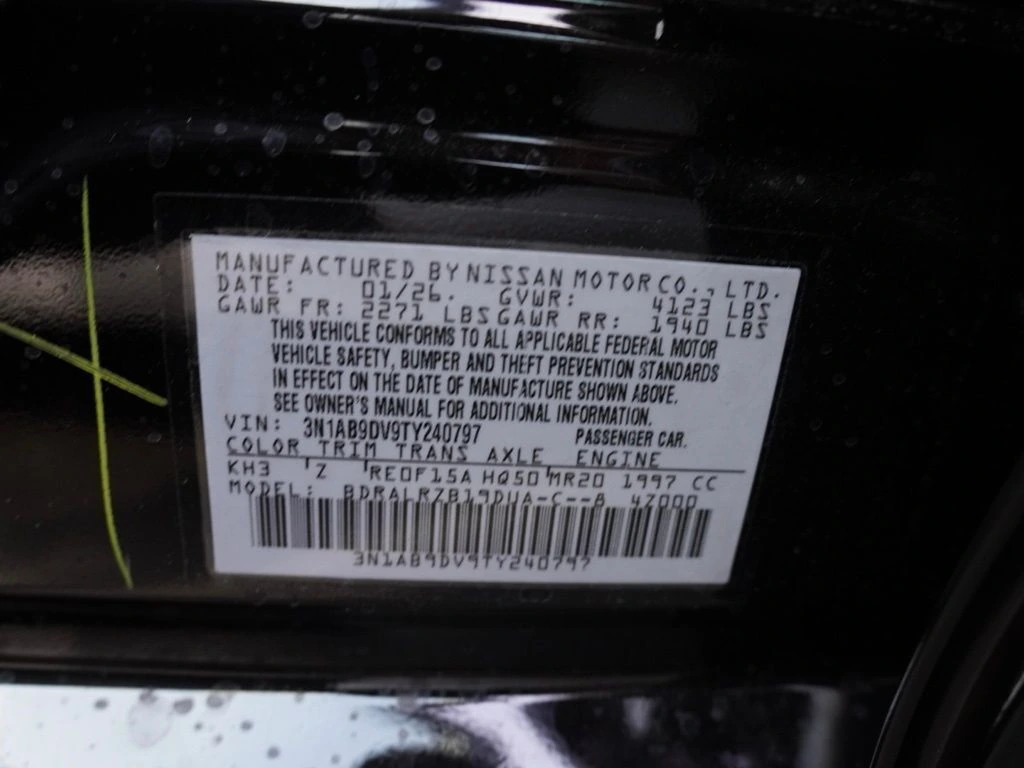 MANUFACTURED BY NISSAN MOTOR CO., LTD.
DATE: 01/26. GVWR: 4123 LBS
GAWR FR: 2271 LBS GAWR RR: 1940 LBS
THIS VEHICLE CONFORMS TO ALL APPLICABLE FEDERAL MOTOR
VEHICLE SAFETY, BUMPER AND THEFT PREVENTION STANDARDS
IN EFFECT ON THE DATE OF MANUFACTURE SHOWN ABOVE.
SEE OWNER'S MANUAL FOR ADDITIONAL INFORMATION.
VIN: 3N1AB9DV9TY240797 PASSENGER CAR.
COLOR TRIM TRANS AXLE ENGINE
KH3 Z RE0F15A HQ50 MR20 1997 CC
MODEL: BDRALRZB19DUA-C--B 4Z000
3N1AB9DV9TY240797